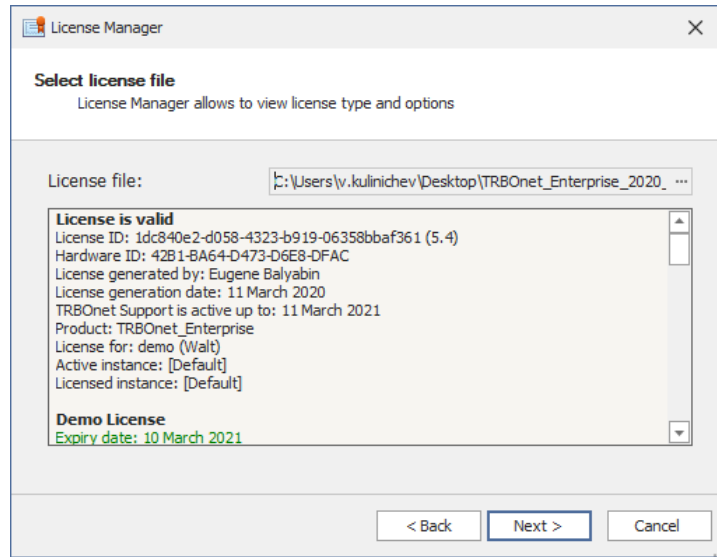 License Manager
Select license file
License Manager allows to view license type and options
License file: C:\Users\v.kulinichev\Desktop\TRBOnet_Enterprise_2020_ ...
License is valid
License ID: 1dc840e2-d058-4323-b919-06358bbaf361 (5.4)
Hardware ID: 42B1-BA64-D473-D6E8-DFAC
License generated by: Eugene Balyabin
License generation date: 11 March 2020
TRBOnet Support is active up to: 11 March 2021
Product: TRBOnet_Enterprise
License for: demo (Walt)
Active instance: [Default]
Licensed instance: [Default]
Demo License
Expiry date: 10 March 2021
< Back Next > Cancel